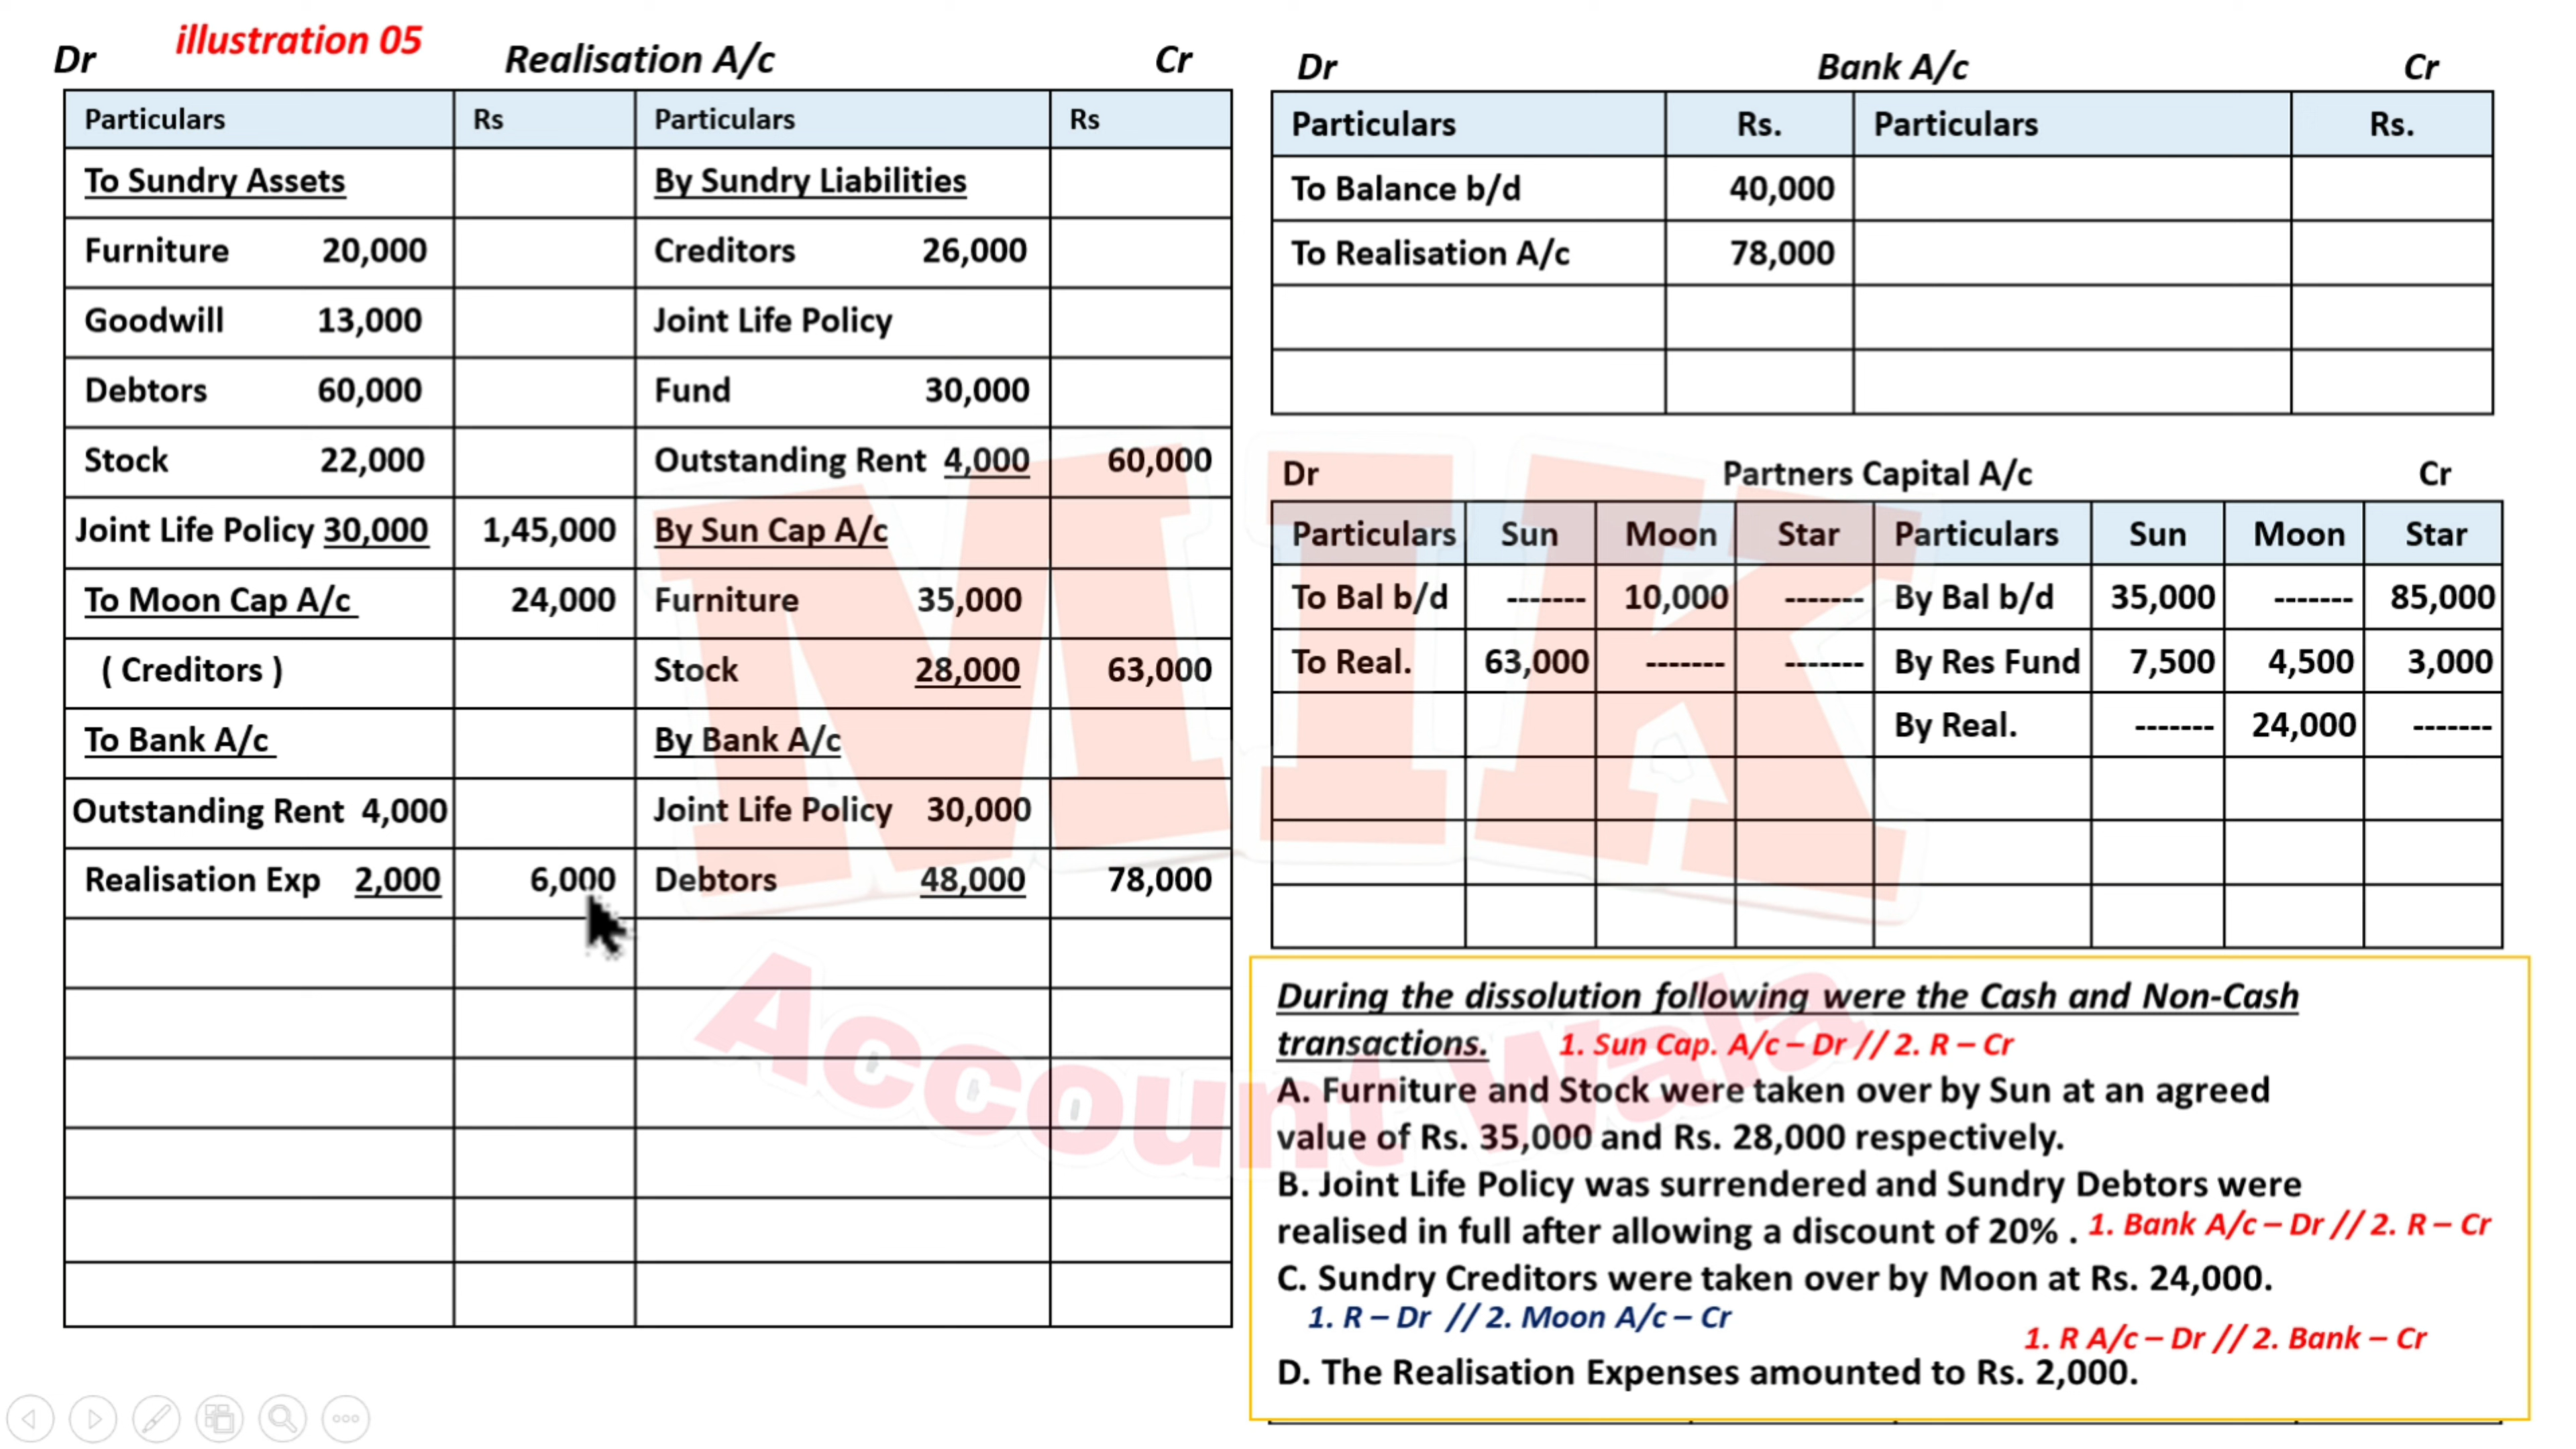 illustration 05
Dr Realisation A/c Cr
Particulars Rs Particulars Rs
To Sundry Assets By Sundry Liabilities
Furniture 20,000 Creditors 26,000
Goodwill 13,000 Joint Life Policy
Debtors 60,000 Fund 30,000
Stock 22,000 Outstanding Rent 4,000 60,000
Joint Life Policy 30,000 1,45,000 By Sun Cap A/c
To Moon Cap A/c 24,000 Furniture 35,000
( Creditors ) Stock 28,000 63,000
To Bank A/c By Bank A/c
Outstanding Rent 4,000 Joint Life Policy 30,000
Realisation Exp 2,000 6,000 Debtors 48,000 78,000
Dr Bank A/c Cr
Particulars Rs. Particulars Rs.
To Balance b/d 40,000
To Realisation A/c 78,000
Dr Partners Capital A/c Cr
Particulars Sun Moon Star Particulars Sun Moon Star
To Bal b/d ------- 10,000 ------- By Bal b/d 35,000 ------- 85,000
To Real. 63,000 ------- ------- By Res Fund 7,500 4,500 3,000
By Real. ------- 24,000 -------
During the dissolution following were the Cash and Non-Cash
transactions. 1. Sun Cap. A/c – Dr // 2. R – Cr
A. Furniture and Stock were taken over by Sun at an agreed
value of Rs. 35,000 and Rs. 28,000 respectively.
B. Joint Life Policy was surrendered and Sundry Debtors were
realised in full after allowing a discount of 20% . 1. Bank A/c – Dr // 2. R – Cr
C. Sundry Creditors were taken over by Moon at Rs. 24,000.
1. R – Dr // 2. Moon A/c – Cr
1. R A/c – Dr // 2. Bank – Cr
D. The Realisation Expenses amounted to Rs. 2,000.
MIK
Account Wala